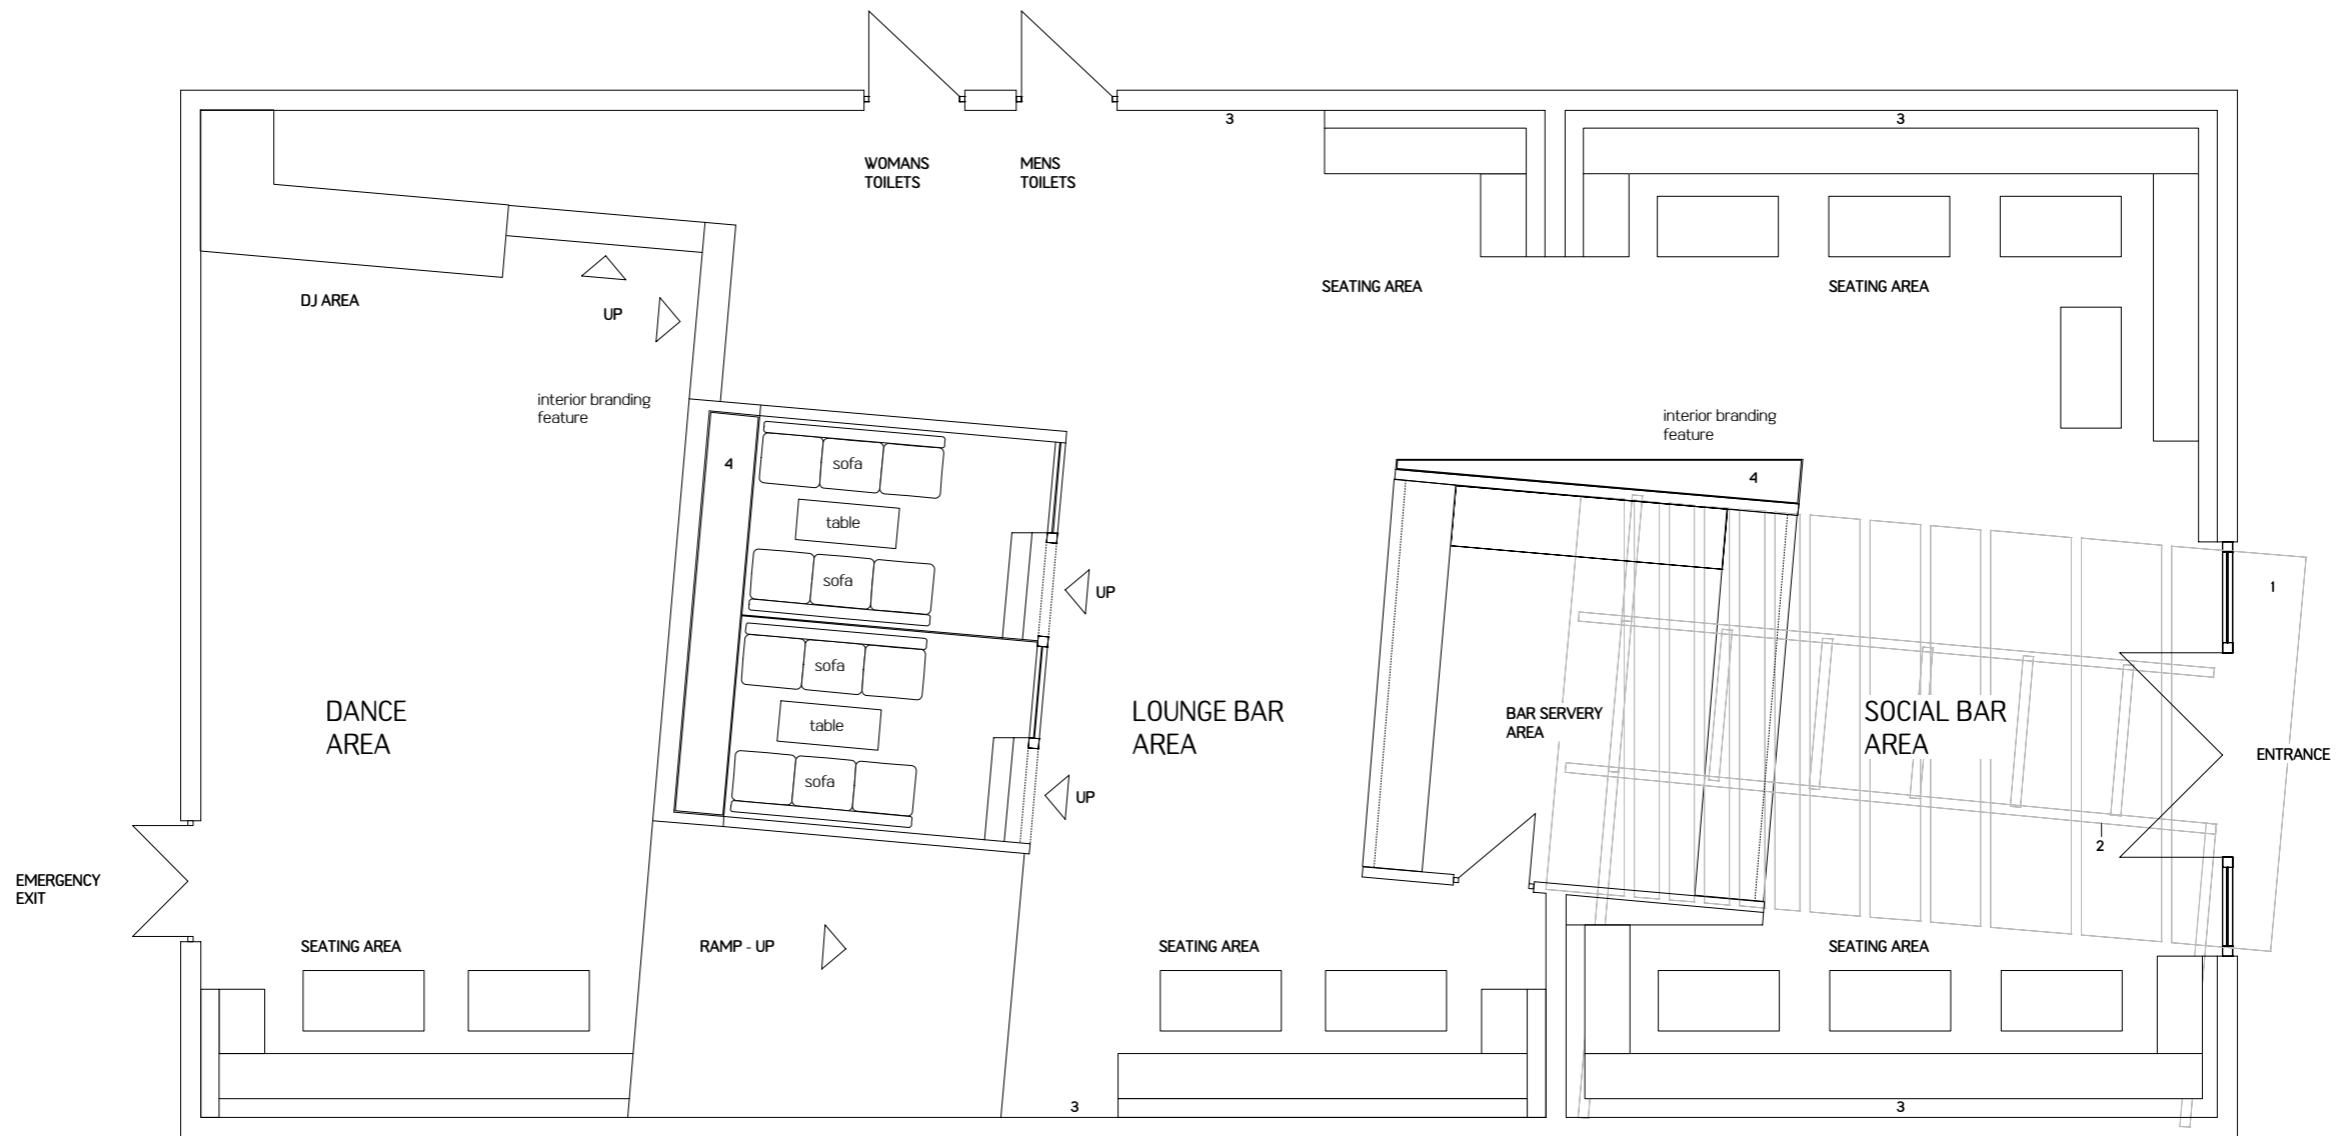 3
3
WOMANS
TOILETS
MENS
TOILETS
SEATING AREA
SEATING AREA
DJ AREA
UP
interior branding
feature
interior branding
feature
4
sofa
4
table
sofa
UP
1
sofa
DANCE
AREA
table
LOUNGE BAR
AREA
BAR SERVERY
AREA
SOCIAL BAR
AREA
ENTRANCE
sofa
UP
2
EMERGENCY
EXIT
SEATING AREA
RAMP - UP
SEATING AREA
SEATING AREA
3
3